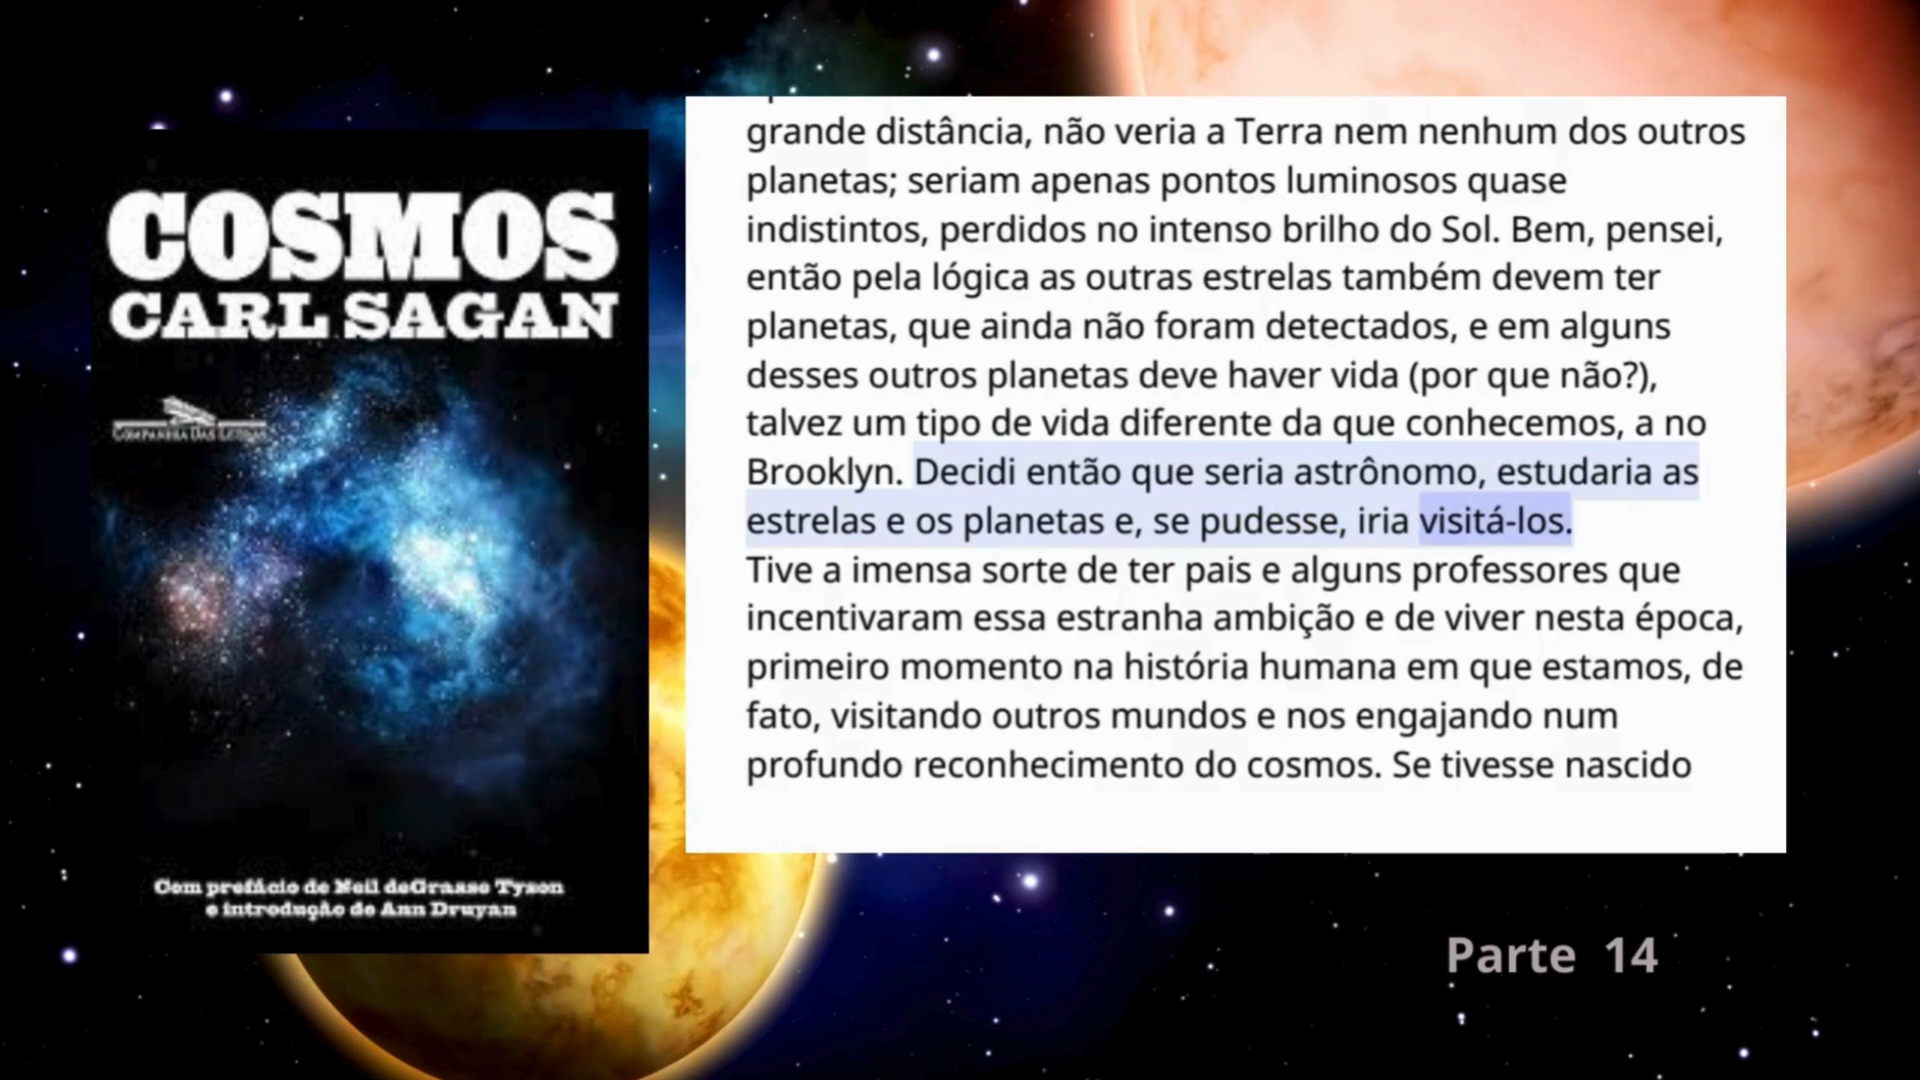 COSMOS
CARL SAGAN
COMPANHIA DAS LETRAS
Com prefácio de Neil deGrasse Tyson
e introdução de Ann Druyan
grande distância, não veria a Terra nem nenhum dos outros
planetas; seriam apenas pontos luminosos quase
indistintos, perdidos no intenso brilho do Sol. Bem, pensei,
então pela lógica as outras estrelas também devem ter
planetas, que ainda não foram detectados, e em alguns
desses outros planetas deve haver vida (por que não?),
talvez um tipo de vida diferente da que conhecemos, a no
Brooklyn. Decidi então que seria astrônomo, estudaria as
estrelas e os planetas e, se pudesse, iria visitá-los.
Tive a imensa sorte de ter pais e alguns professores que
incentivaram essa estranha ambição e de viver nesta época,
primeiro momento na história humana em que estamos, de
fato, visitando outros mundos e nos engajando num
profundo reconhecimento do cosmos. Se tivesse nascido
Parte 14